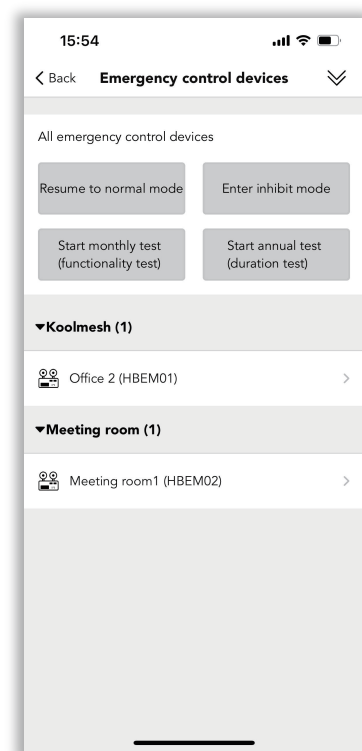 15:54
Back Emergency control devices
All emergency control devices
Resume to normal mode
Enter inhibit mode
Start monthly test
(functionality test)
Start annual test
(duration test)
▼Koolmesh (1)
Office 2 (HBEM01)
▼Meeting room (1)
Meeting room1 (HBEM02)